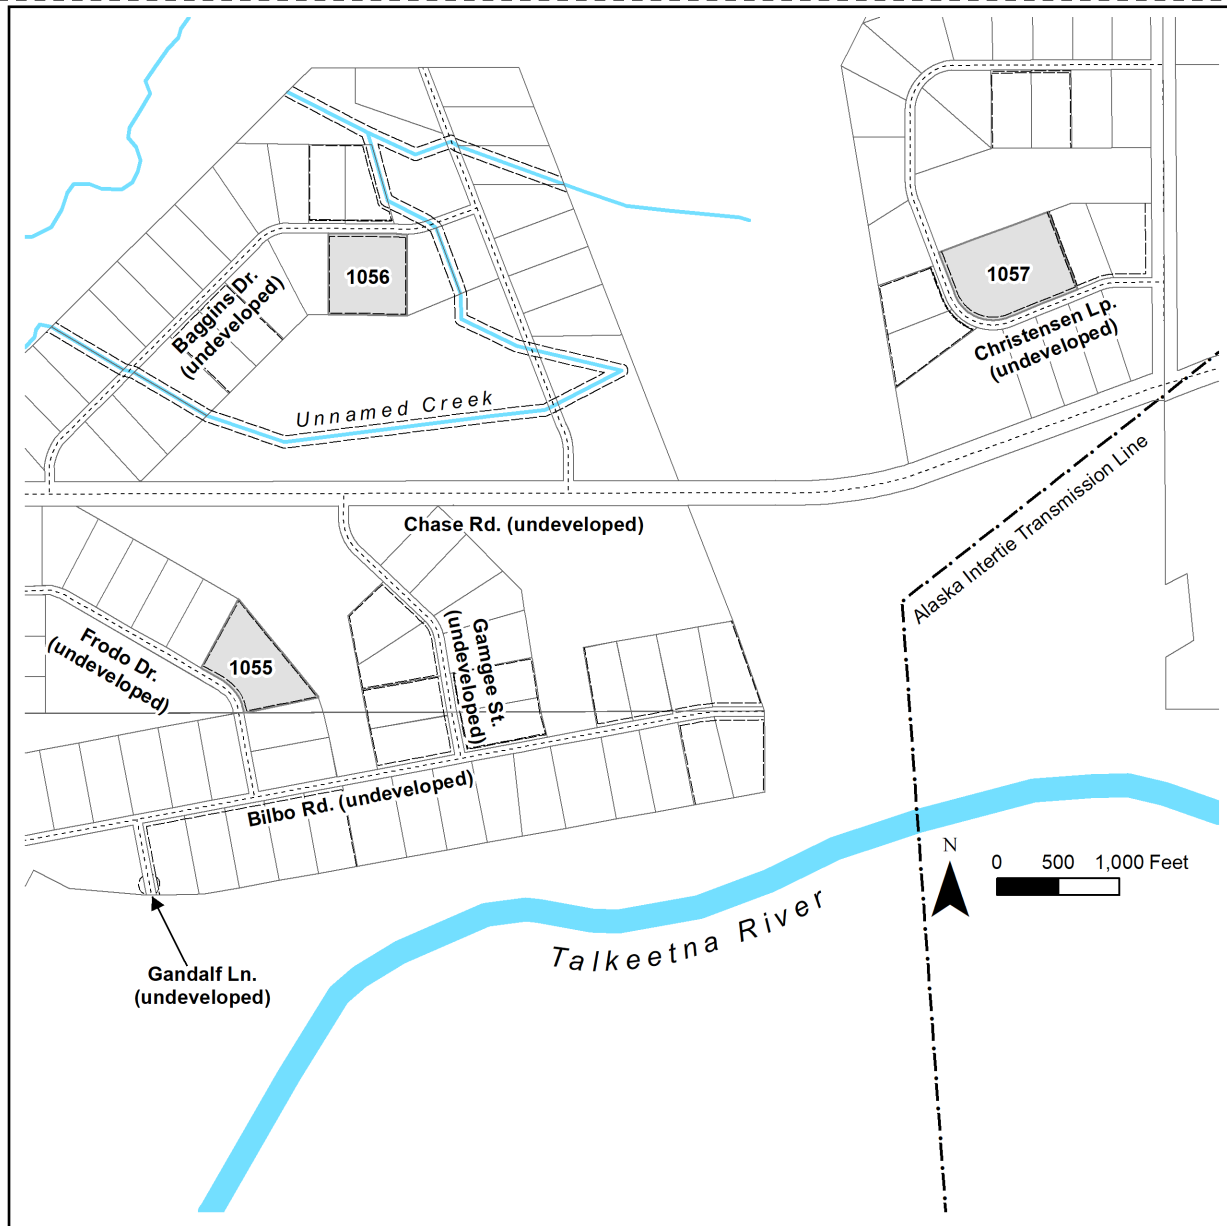 1056
1057
Baggins Dr.
(undeveloped)
Christensen Lp.
(undeveloped)
Unnamed Creek
Alaska Intertie Transmission Line
Chase Rd. (undeveloped)
Frodo Dr.
(undeveloped)
1055
Gamgee St.
(undeveloped)
Bilbo Rd. (undeveloped)
N
0 500 1,000 Feet
Talkeetna River
Gandalf Ln.
(undeveloped)